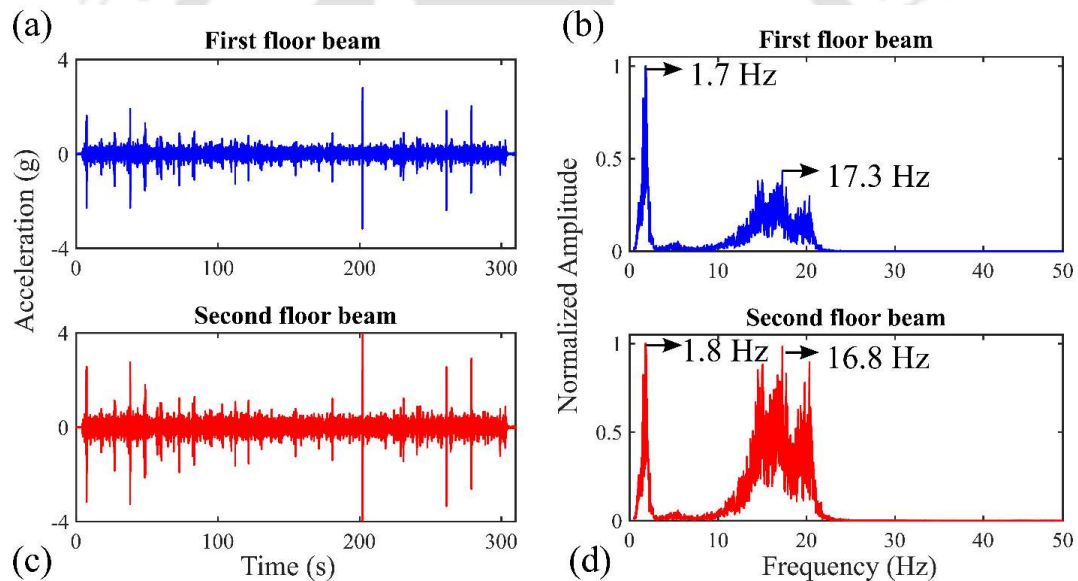 (a)
First floor beam
4
0
-4
0
100
200
300
(b)
First floor beam
1
0.5
0
1.7 Hz
17.3 Hz
0
10
20
30
40
50
Acceleration (g)
Normalized Amplitude
Second floor beam
4
0
-4
0
100
200
300
(c)
Time (s)
Second floor beam
1
0.5
0
1.8 Hz
16.8 Hz
0
10
20
30
40
50
(d)
Frequency (Hz)